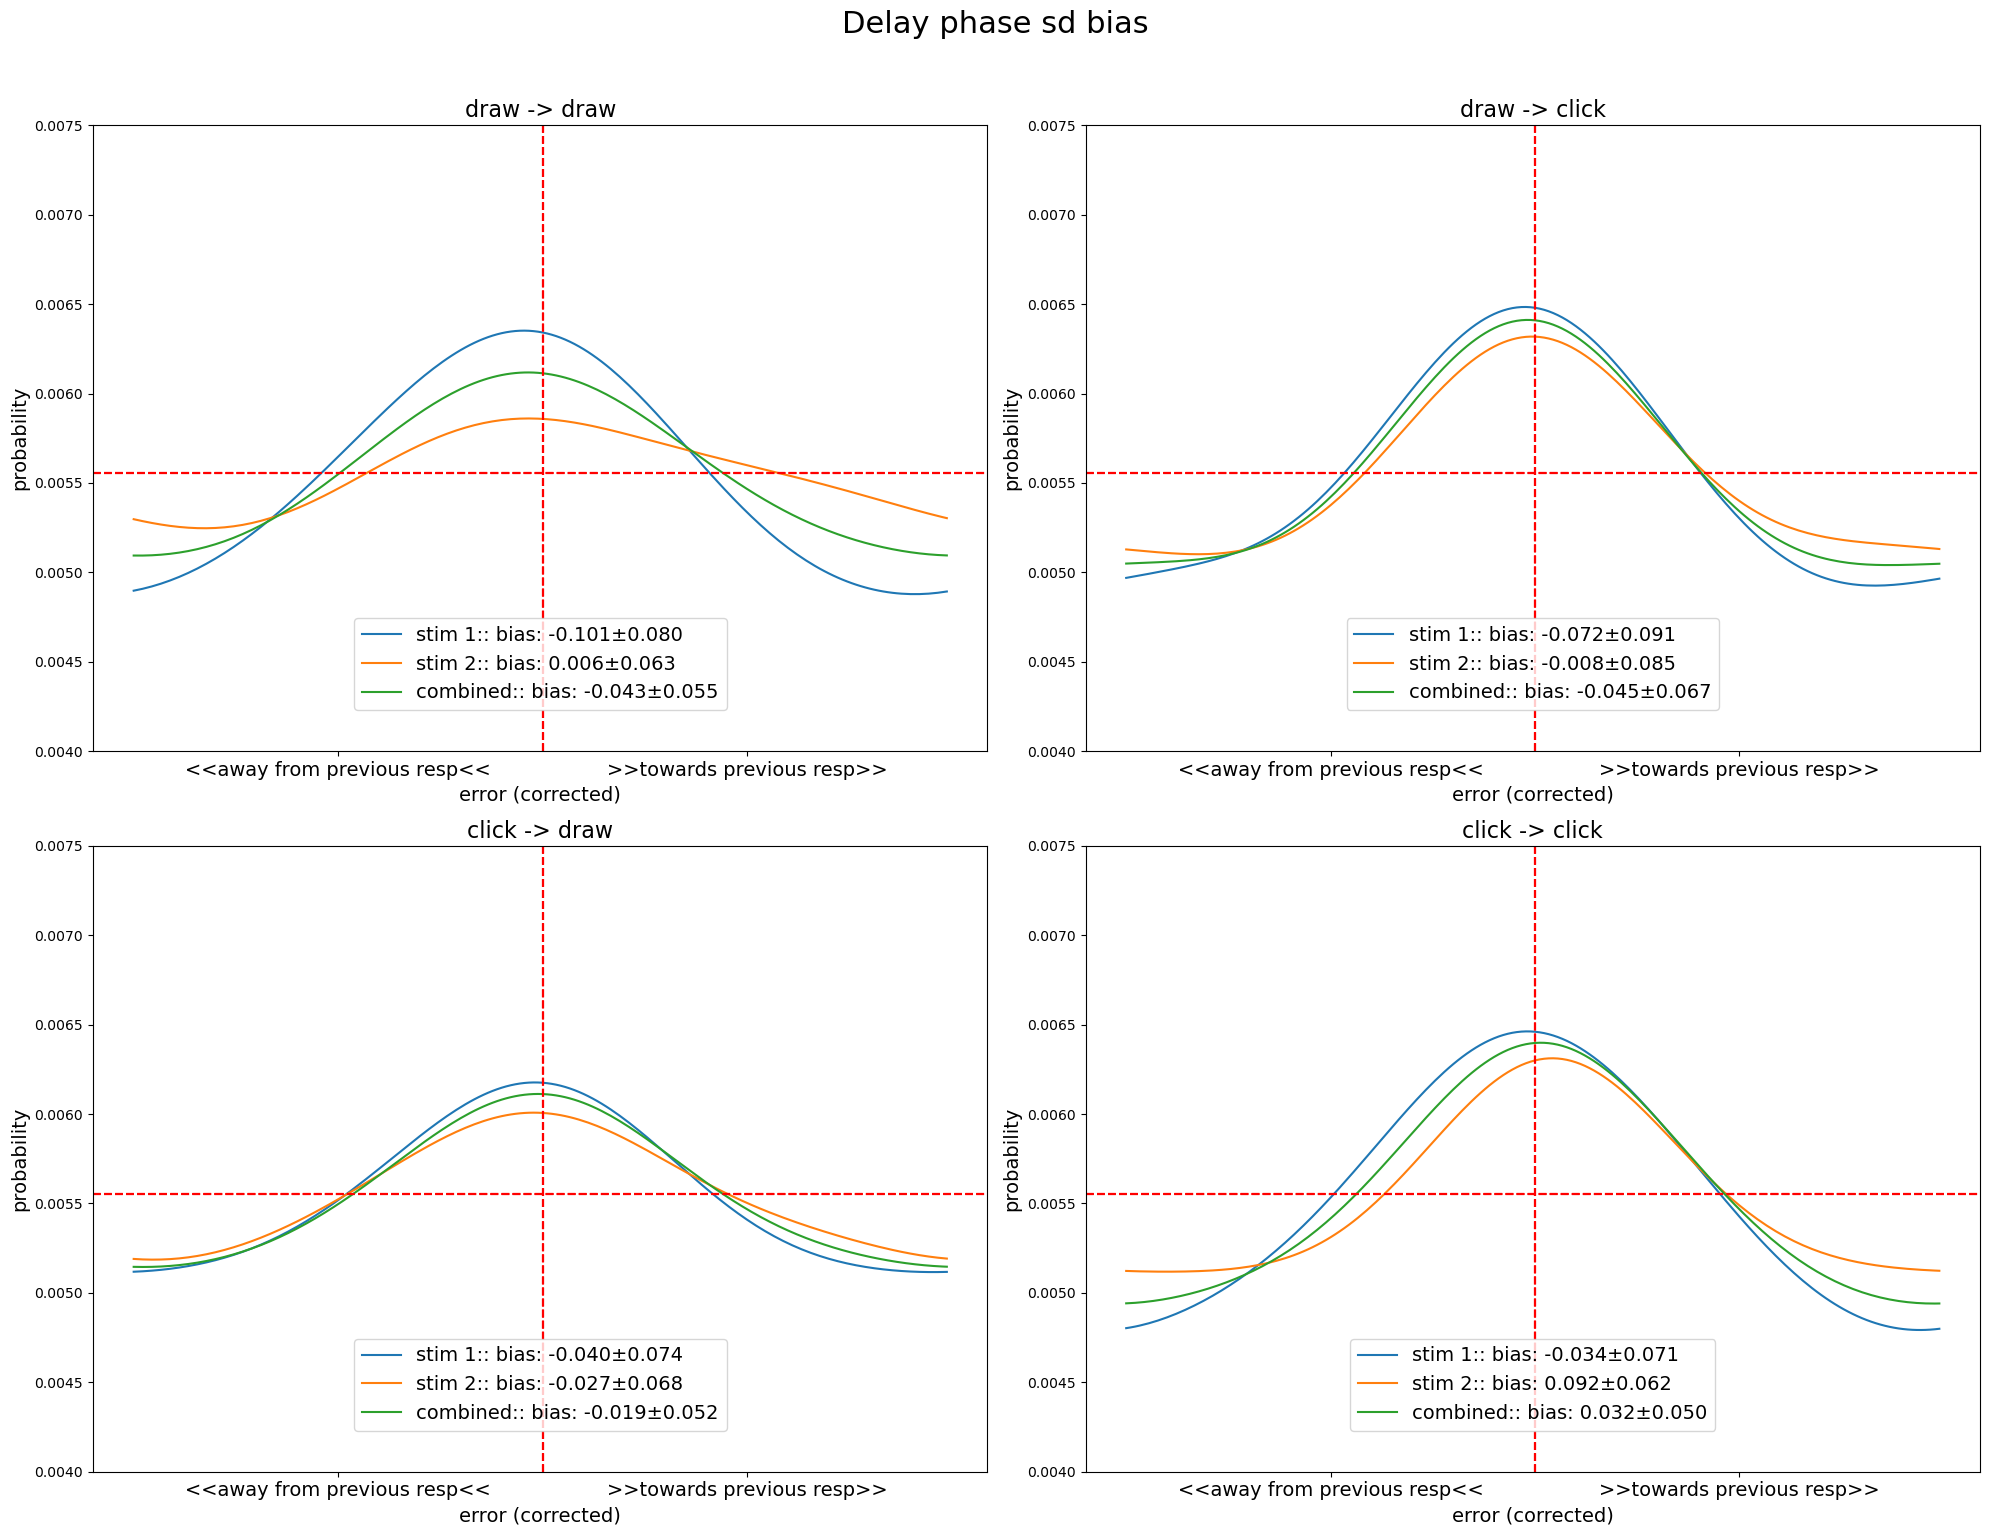 Delay phase sd bias
draw -> draw
0.0075
0.0070
0.0065
0.0060
0.0055
0.0050
0.0045
0.0040
probability
stim 1:: bias: -0.101±0.080
stim 2:: bias: 0.006±0.063
combined:: bias: -0.043±0.055
<<away from previous resp<< >>towards previous resp>>
error (corrected)
draw -> click
0.0075
0.0070
0.0065
0.0060
0.0055
0.0050
0.0045
0.0040
probability
stim 1:: bias: -0.072±0.091
stim 2:: bias: -0.008±0.085
combined:: bias: -0.045±0.067
<<away from previous resp<< >>towards previous resp>>
error (corrected)
click -> draw
0.0075
0.0070
0.0065
0.0060
0.0055
0.0050
0.0045
0.0040
probability
stim 1:: bias: -0.040±0.074
stim 2:: bias: -0.027±0.068
combined:: bias: -0.019±0.052
<<away from previous resp<< >>towards previous resp>>
error (corrected)
click -> click
0.0075
0.0070
0.0065
0.0060
0.0055
0.0050
0.0045
0.0040
probability
stim 1:: bias: -0.034±0.071
stim 2:: bias: 0.092±0.062
combined:: bias: 0.032±0.050
<<away from previous resp<< >>towards previous resp>>
error (corrected)